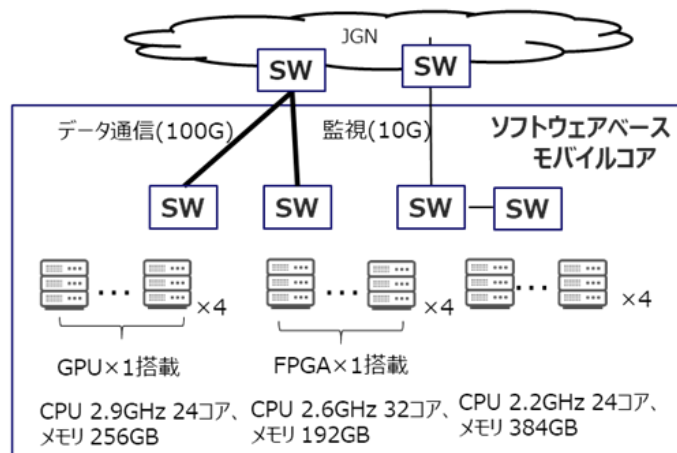 JGN
SW
SW
データ通信(100G)
監視(10G)
ソフトウェアベース
モバイルコア
SW
SW
SW
SW
×4
×4
×4
GPU×1搭載
FPGA×1搭載
CPU 2.9GHz 24コア、
メモリ 256GB
CPU 2.6GHz 32コア、
メモリ 192GB
CPU 2.2GHz 24コア、
メモリ 384GB